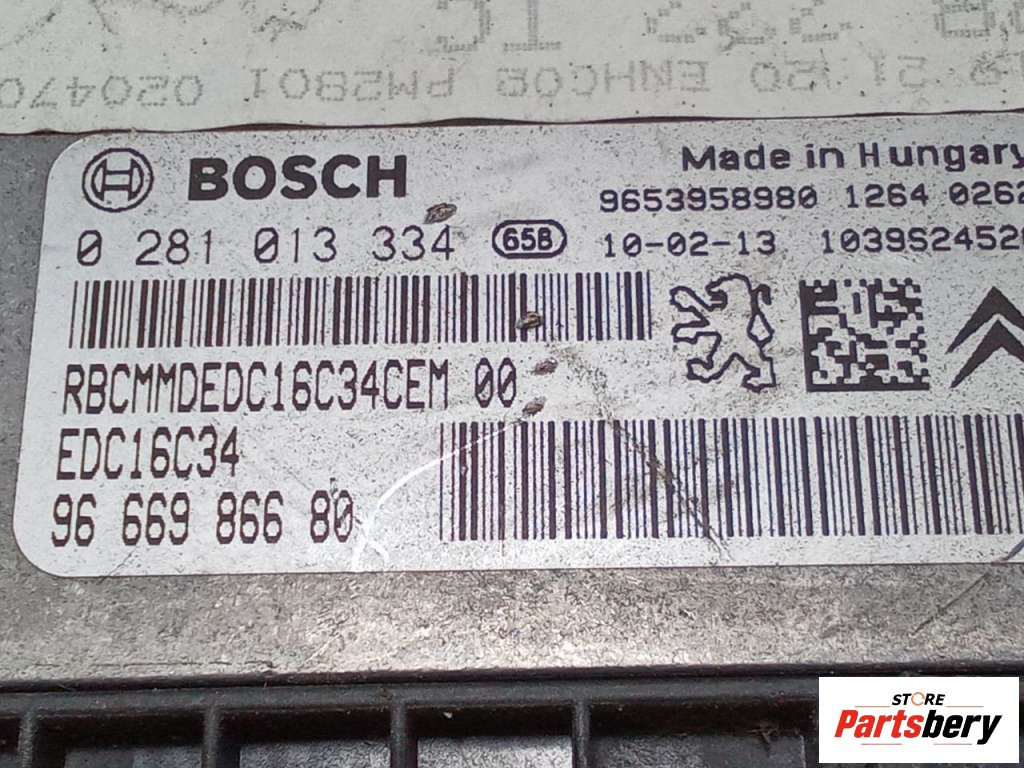 020470 PM2801 ENHC08 120 21
BOSCH
Made in Hungary
9653958980 1264 0262
0 281 013 334 65B 10-02-13 1039S2452
RBCMMDEDC16C34CEM 00
EDC16C34
96 669 866 80
STORE
Partsbery